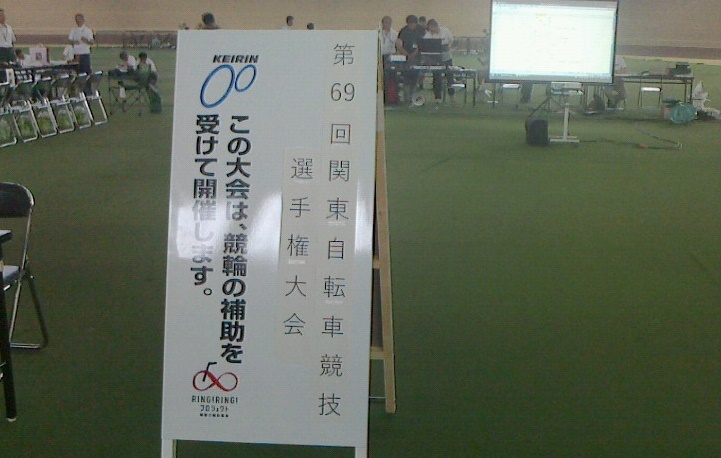 第69回関東自転車競技
選手権大会
KEIRIN
この大会は、競輪の補助を
受けて開催します。
RING!RING!
プロジェクト